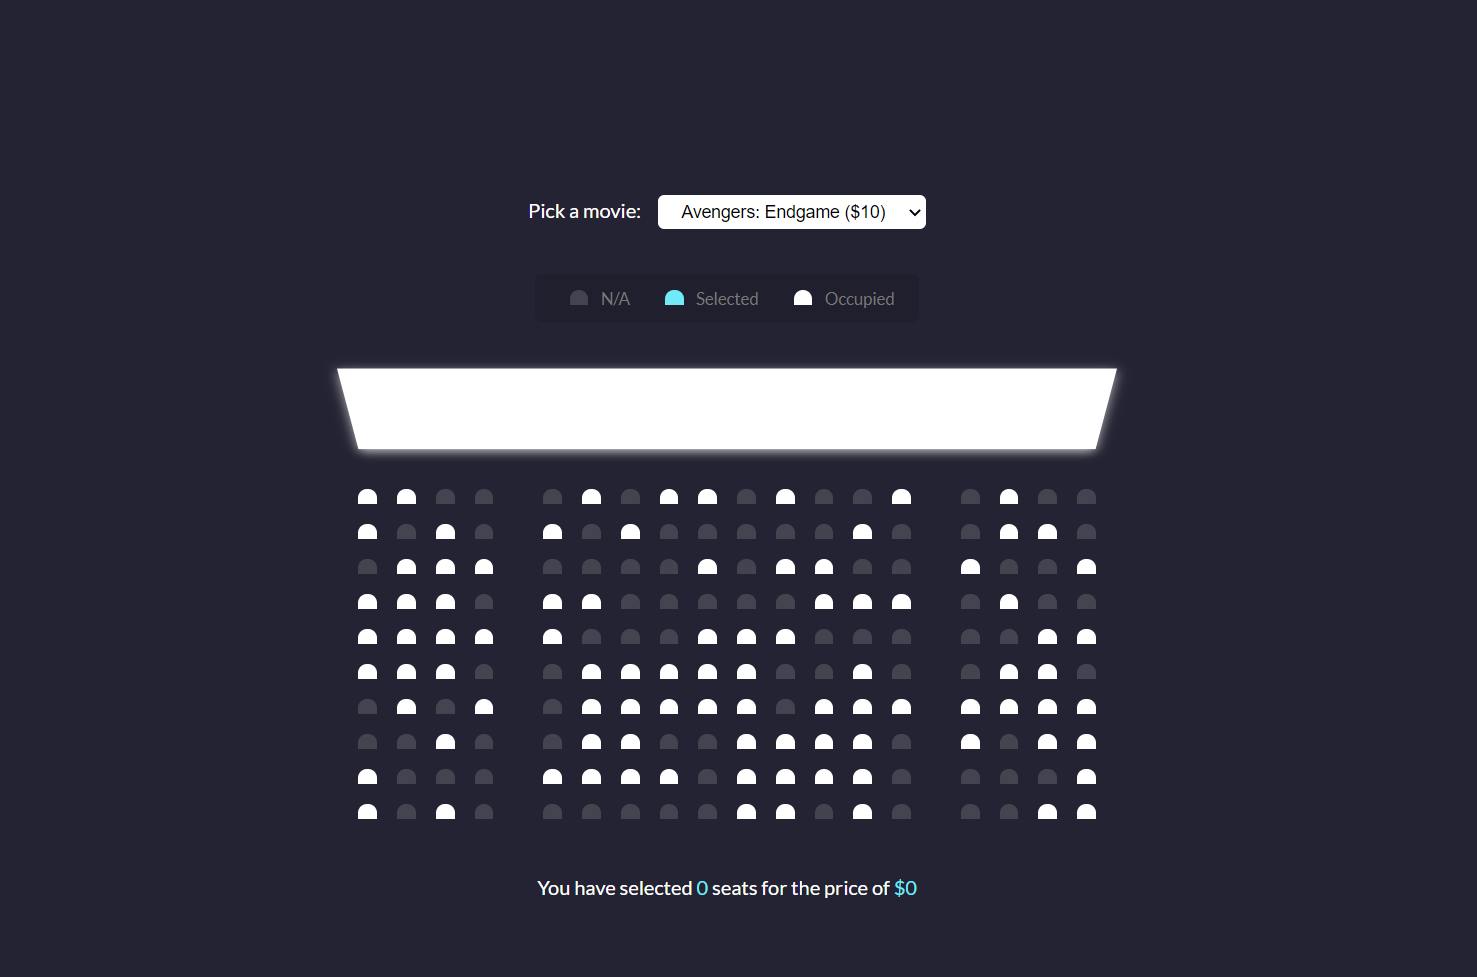 Pick a movie: Avengers: Endgame ($10)
N/A Selected Occupied
You have selected 0 seats for the price of $0